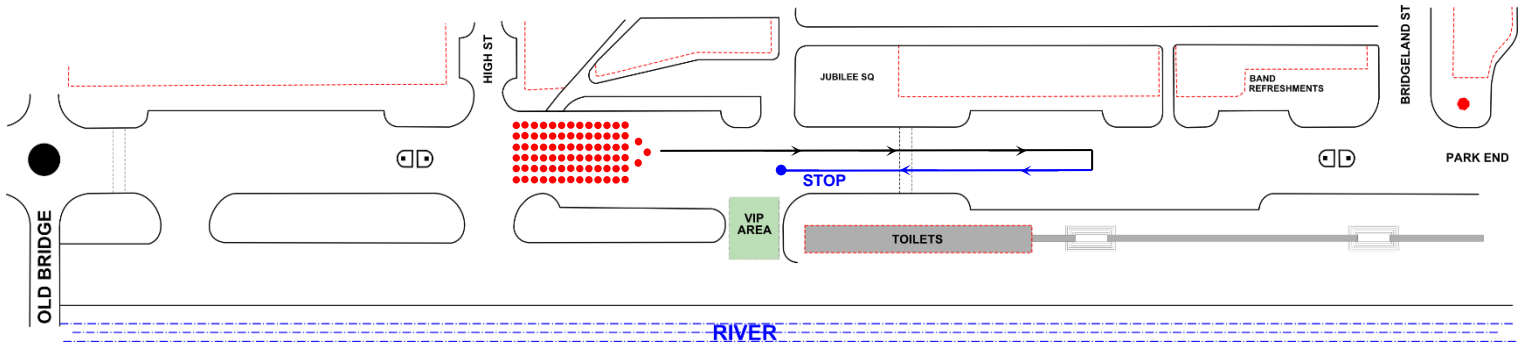 HIGH ST
BRIDGELAND ST
JUBILEE SQ
BAND
REFRESHMENTS
PARK END
STOP
OLD BRIDGE
VIP
AREA
TOILETS
RIVER